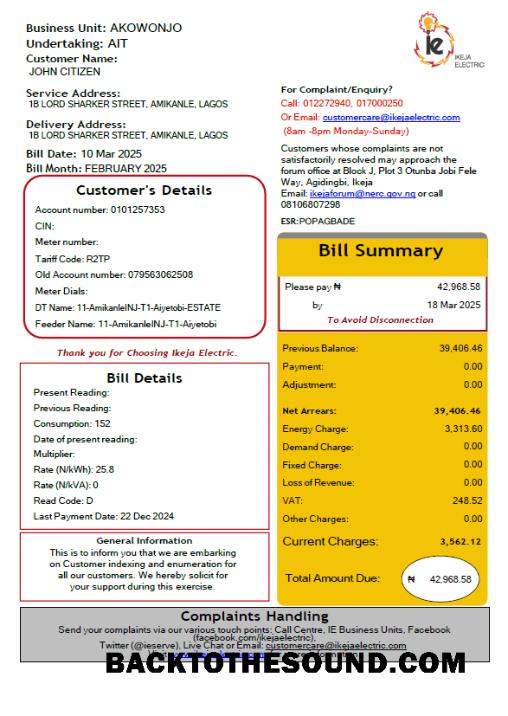 Business Unit: AKOWONJO
Undertaking: AIT
Customer Name:
JOHN CITIZEN
Service Address:
1B LORD SHARKER STREET, AMIKANLE, LAGOS
Delivery Address:
1B LORD SHARKER STREET, AMIKANLE, LAGOS
Bill Date: 10 Mar 2025
Bill Month: FEBRUARY 2025
ie IKEJA
ELECTRIC
For Complaint/Enquiry?
Call: 012272940, 017000250
Or Email: customercare@ikejaelectric.com
(8am -8pm Monday-Sunday)
Customers whose complaints are not
satisfactorily resolved may approach the
forum office at Block J, Plot 3 Otunba Jobi Fele
Way, Agidingbi, Ikeja
Email: ikejaforum@nerc.gov.ng or call
08106807298
ESR:POPAGBADE
Customer's Details
Account number: 0101257353
CIN:
Meter number:
Tariff Code: R2TP
Old Account number: 079563062508
Meter Dials:
DT Name: 11-AmikanleINJ-T1-Aiyetobi-ESTATE
Feeder Name: 11-AmikanleINJ-T1-Aiyetobi
Thank you for Choosing Ikeja Electric.
Bill Details
Present Reading:
Previous Reading:
Consumption: 152
Date of present reading:
Multiplier:
Rate (N/kWh): 25.8
Rate (N/kVA): 0
Read Code: D
Last Payment Date: 22 Dec 2024
General Information
This is to inform you that we are embarking
on Customer indexing and enumeration for
all our customers. We hereby solicit for
your support during this exercise.
Bill Summary
Please pay ₦ 42,968.58
by 18 Mar 2025
To Avoid Disconnection
Previous Balance: 39,406.46
Payment: 0.00
Adjustment: 0.00
Net Arrears: 39,406.46
Energy Charge: 3,313.60
Demand Charge: 0.00
Fixed Charge: 0.00
Loss of Revenue: 0.00
VAT: 248.52
Other Charges: 0.00
Current Charges: 3,562.12
Total Amount Due: ₦ 42,968.58
Complaints Handling
Send your complaints via our various touch points: Call Centre, IE Business Units, Facebook
(facebook.com/ikejaelectric),
Twitter (@ieserve), Live Chat or Email: customercare@ikejaelectric.com
BACKTOTHESOUND.COM